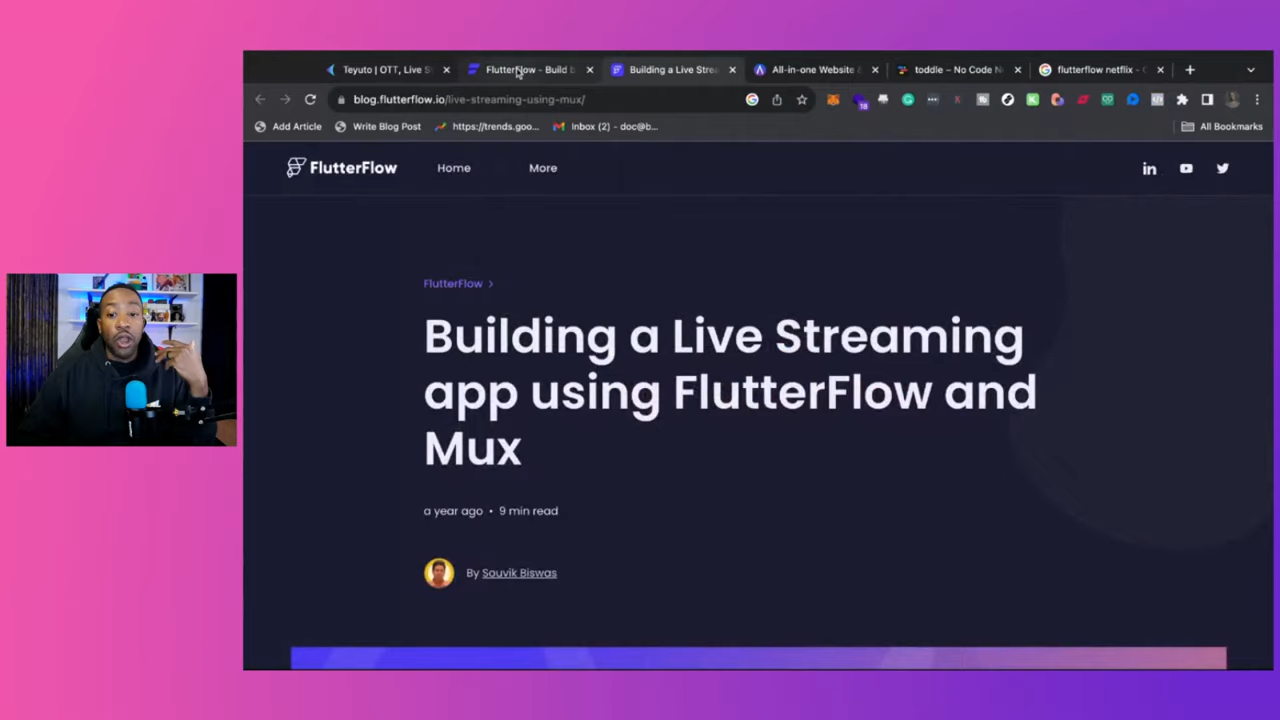 Teyuto | OTT, Live S
FlutterFlow - Build b
Building a Live Strea
All-in-one Website
toddle – No Code N
flutterflow netflix -
blog.flutterflow.io/live-streaming-using-mux/
18
Add Article
Write Blog Post
https://trends.goo...
Inbox (2) - doc@b...
All Bookmarks
FlutterFlow
Home
More
FlutterFlow >
Building a Live Streaming
app using FlutterFlow and
Mux
a year ago • 9 min read
By Souvik Biswas